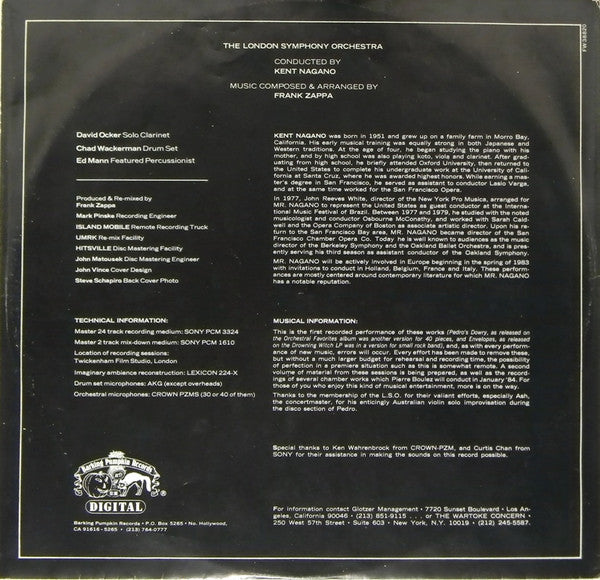 FW 38820
THE LONDON SYMPHONY ORCHESTRA
CONDUCTED BY
KENT NAGANO
MUSIC COMPOSED & ARRANGED BY
FRANK ZAPPA
David Ocker Solo Clarinet
Chad Wackerman Drum Set
Ed Mann Featured Percussionist
Produced & Re-mixed by
Frank Zappa
Mark Pinske Recording Engineer
ISLAND MOBILE Remote Recording Truck
UMRK Re-mix Facility
HITSVILLE Disc Mastering Facility
John Matousek Disc Mastering Engineer
John Vince Cover Design
Steve Schapiro Back Cover Photo
KENT NAGANO was born in 1951 and grew up on a family farm in Morro Bay,
California. His early musical training was equally strong in both Japanese and
Western traditions. At the age of four, he began studying the piano with his
mother, and by high school was also playing koto, viola and clarinet. After grad-
uating from high school, he briefly attended Oxford University, then returned to
the United States to complete his undergraduate work at the University of Cali-
fornia at Santa Cruz, where he was awarded highest honors. While earning a mas-
ter's degree in San Francisco, he served as assistant to conductor Laslo Varga,
and at the same time worked for the San Francisco Opera.
In 1977, John Reeves White, director of the New York Pro Musica, arranged for
MR. NAGANO to represent the United States as guest conductor at the Interna-
tional Music Festival of Brazil. Between 1977 and 1979, he studied with the noted
musicologist and conductor Osbourne McConathy, and worked with Sarah Cald-
well and the Opera Company of Boston as associate artistic director. Upon his re-
turn to the San Francisco Bay area, MR. NAGANO became director of the San
Francisco Chamber Opera Co. Today he is well known to audiences as the music
director of the Berkeley Symphony and the Oakland Ballet Orchestra, and is pres-
ently serving his third season as assistant conductor of the Oakland Symphony.
MR. NAGANO will be actively involved in Europe beginning in the spring of 1983
with invitations to conduct in Holland, Belgium, France and Italy. These perform-
ances are mostly centered around contemporary literature for which MR. NAGANO
has a notable reputation.
TECHNICAL INFORMATION:
Master 24 track recording medium: SONY PCM 3324
Master 2 track mix-down medium: SONY PCM 1610
Location of recording sessions:
Twickenham Film Studio, London
Imaginary ambience reconstruction: LEXICON 224-X
Drum set microphones: AKG (except overheads)
Orchestral microphones: CROWN PZMS (30 or 40 of them)
MUSICAL INFORMATION:
This is the first recorded performance of these works (Pedro's Dowry, as released on
the Orchestral Favorites album was another version for 40 pieces, and Envelopes, as released
on the Drowning Witch LP was in a version for small rock band), and, as with every perform-
ance of new music, errors will occur. Every effort has been made to remove these,
but without a much larger budget for rehearsal and recording time, the possibility
of perfection in a premiere situation such as this is somewhat remote. A second
volume of material from these sessions is being prepared, as well as the record-
ings of several chamber works which Pierre Boulez will conduct in January '84. For
those of you who enjoy this kind of musical entertainment, more is on the way.
Thanks to the membership of the L.S.O. for their valiant efforts, especially Ash,
the concertmaster, for his enticingly Australian violin solo improvisation during
the disco section of Pedro.
Special thanks to Ken Wahrenbrock from CROWN-PZM, and Curtis Chan from
SONY for their assistance in making the sounds on this record possible.
Barking Pumpkin Records
DIGITAL
Barking Pumpkin Records • P.O. Box 5265 • No. Hollywood,
CA 91616-5265 • (213) 764-0777
For information contact Glotzer Management • 7720 Sunset Boulevard • Los An-
geles, California 90046 • (213) 851-9115 . . . or THE WARTOKE CONCERN •
250 West 57th Street • Suite 603 • New York, N.Y. 10019 • (212) 245-5587.